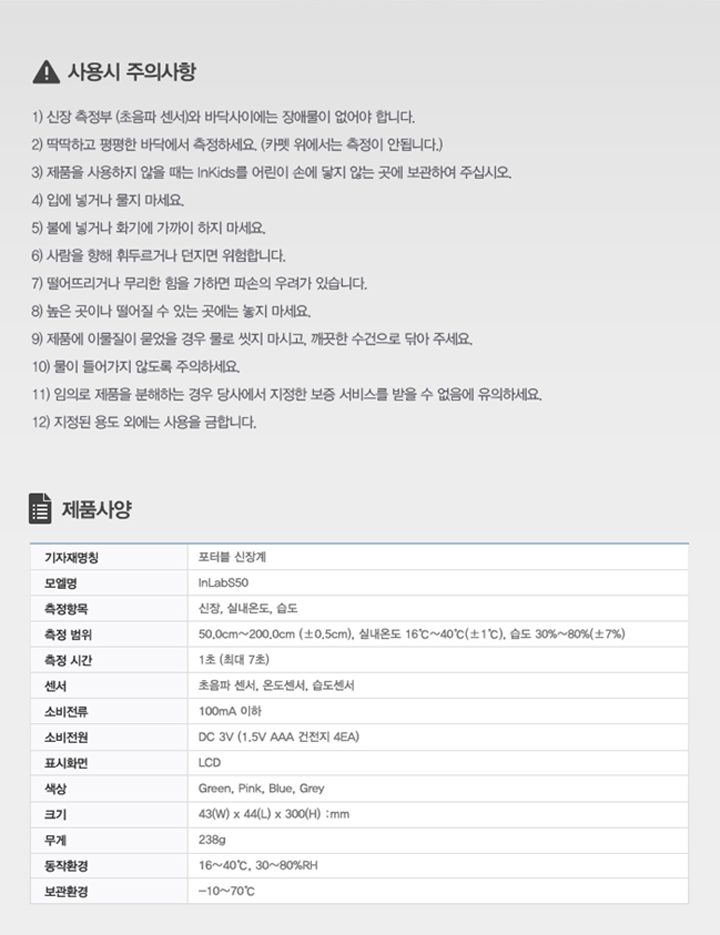 사용시 주의사항
1) 신장 측정부 (초음파 센서)와 바닥사이에는 장애물이 없어야 합니다.
2) 딱딱하고 평평한 바닥에서 측정하세요. (카펫 위에서는 측정이 안됩니다.)
3) 제품을 사용하지 않을 때는 InKids를 어린이 손에 닿지 않는 곳에 보관하여 주십시오.
4) 입에 넣거나 물지 마세요.
5) 불에 넣거나 화기에 가까이 하지 마세요.
6) 사람을 향해 휘두르거나 던지면 위험합니다.
7) 떨어뜨리거나 무리한 힘을 가하면 파손의 우려가 있습니다.
8) 높은 곳이나 떨어질 수 있는 곳에는 놓지 마세요.
9) 제품에 이물질이 묻었을 경우 물로 씻지 마시고, 깨끗한 수건으로 닦아 주세요.
10) 물이 들어가지 않도록 주의하세요.
11) 임의로 제품을 분해하는 경우 당사에서 지정한 보증 서비스를 받을 수 없음에 유의하세요.
12) 지정된 용도 외에는 사용을 금합니다.
제품사양
기자재명칭 포터블 신장계
모엘명 InLabS50
측정항목 신장, 실내온도, 습도
측정 범위 50.0cm~200.0cm (±0.5cm), 실내온도 16℃~40℃(±1℃), 습도 30%~80%(±7%)
측정 시간 1초 (최대 7초)
센서 초음파 센서, 온도센서, 습도센서
소비전류 100mA 이하
소비전원 DC 3V (1.5V AAA 건전지 4EA)
표시화면 LCD
색상 Green, Pink, Blue, Grey
크기 43(W) x 44(L) x 300(H) :mm
무게 238g
동작환경 16~40℃, 30~80%RH
보관환경 -10~70℃